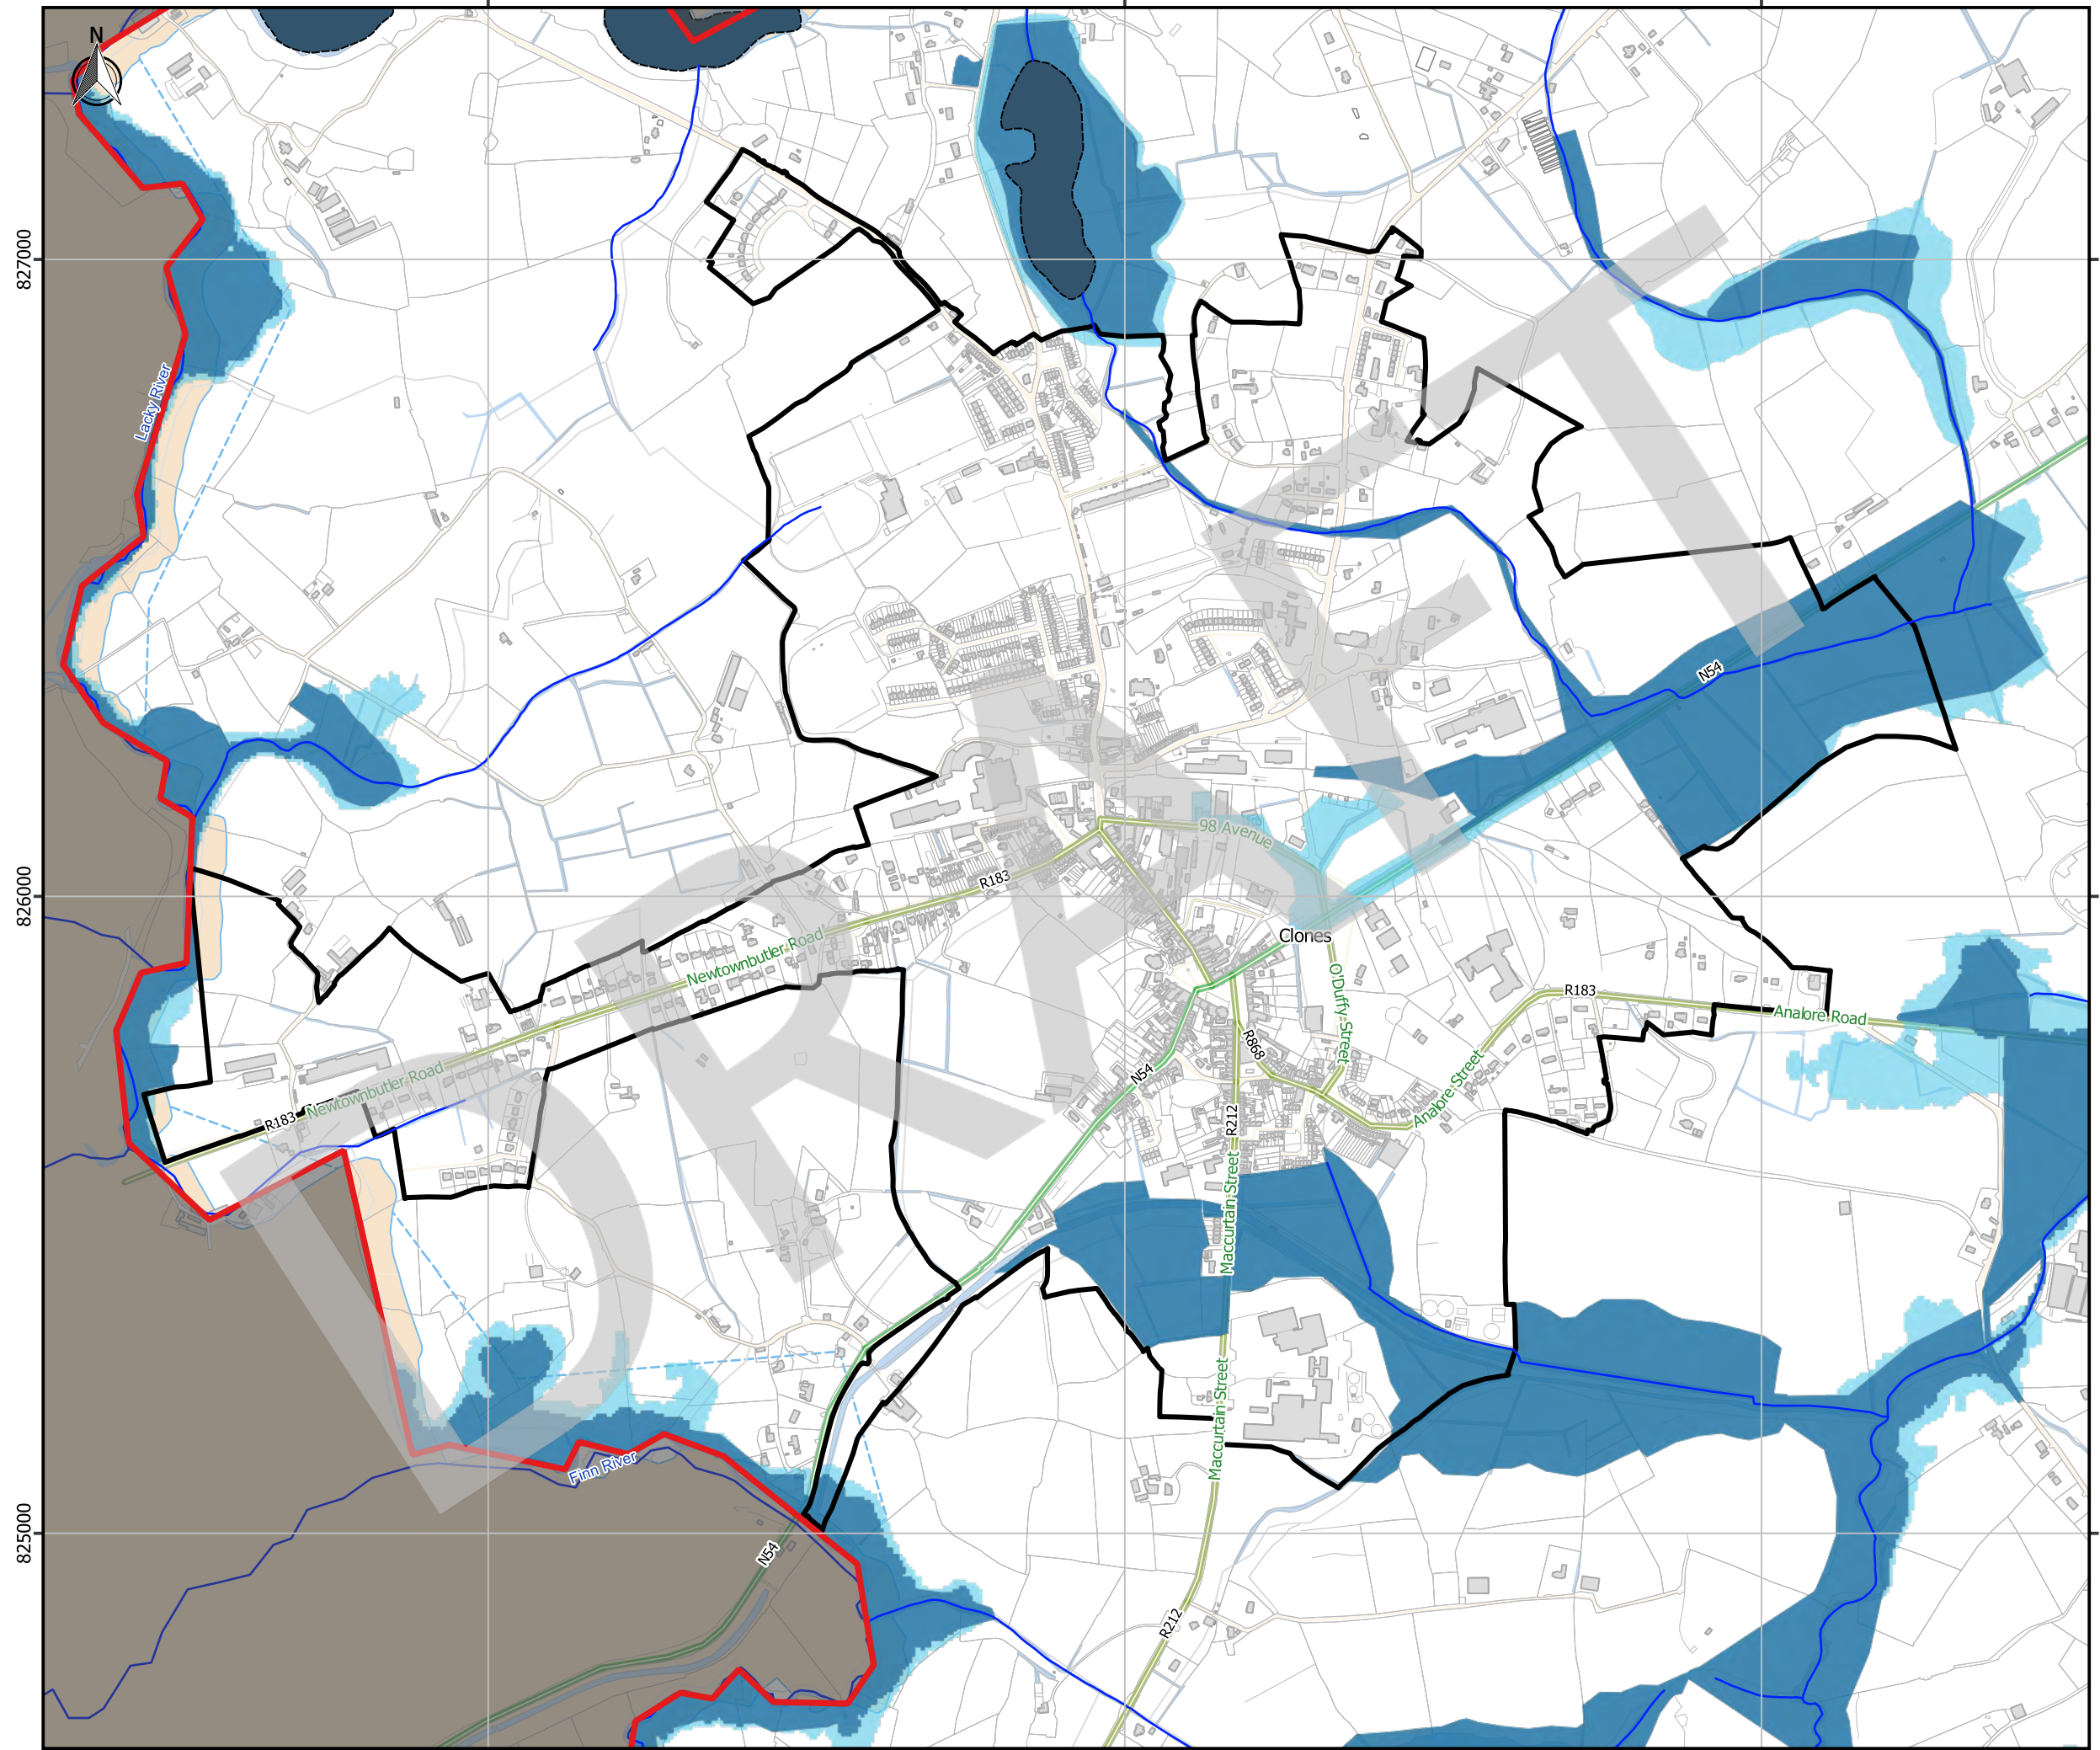 N
827000
Lacky River
N54
826000
98 Avenue
R183
Clones
Newtownbutler Road
O'Duffy Street
R183
Analore Road
R868
N54
Newtownbutler Road
R183
R212
Analore Street
Maccurtain Street
Maccurtain Street
Finn River
825000
N54
R212
DRAFT